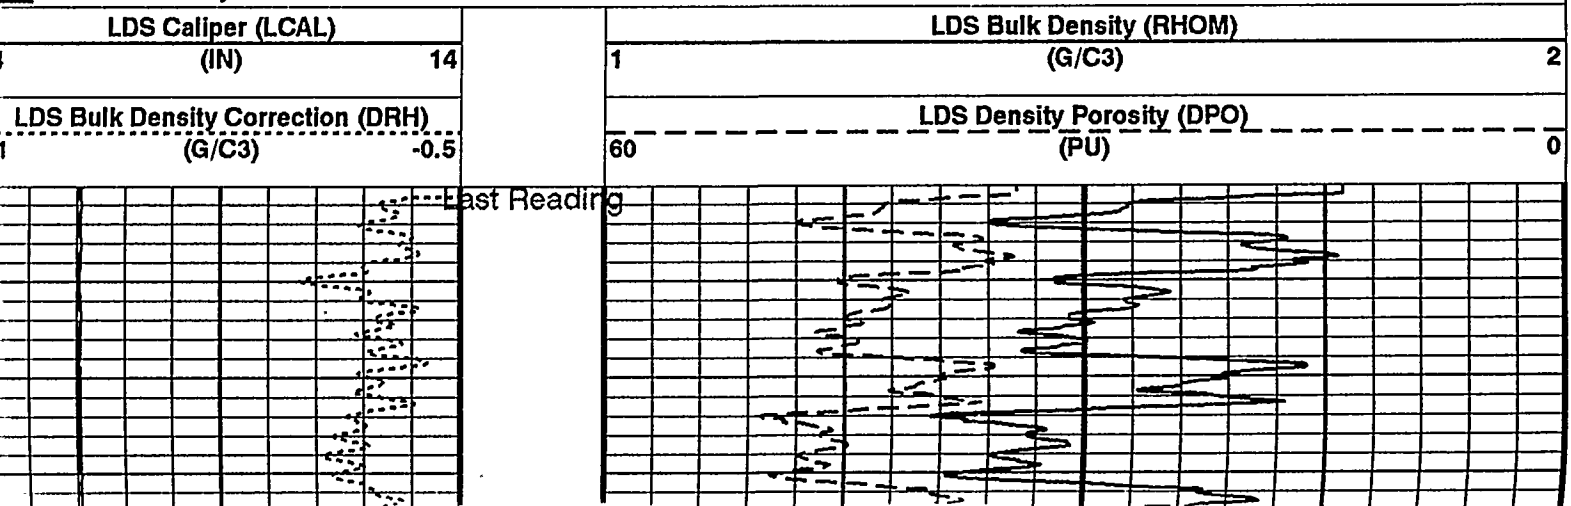 LDS Caliper (LCAL)
(IN) 14
LDS Bulk Density Correction (DRH)
(G/C3) -0.5
LDS Bulk Density (RHOM)
1 (G/C3) 2
LDS Density Porosity (DPO)
60 (PU) 0
Last Reading